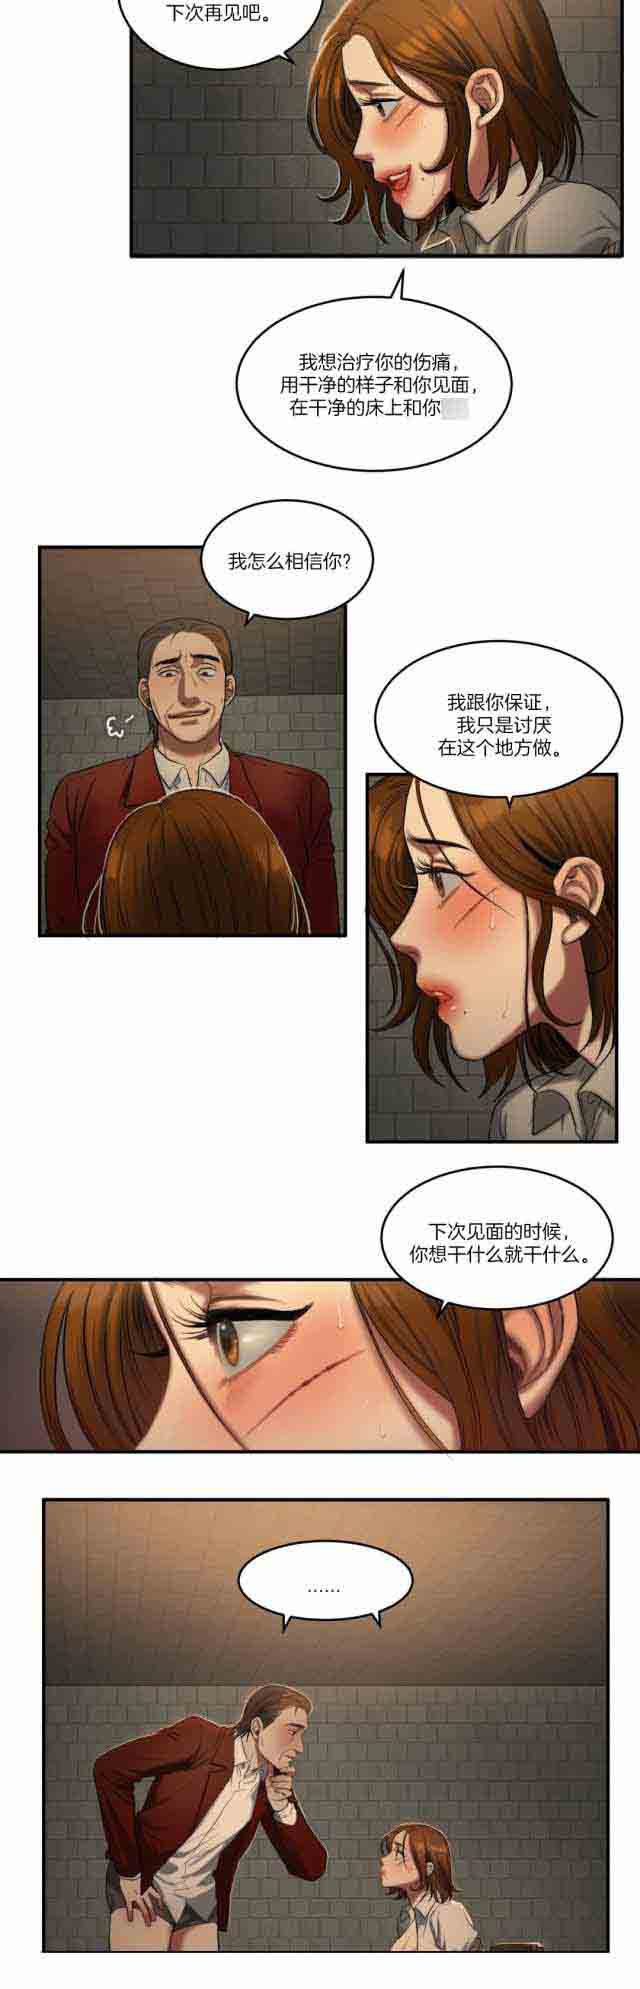 下次再见吧。
我想治疗你的伤痛，
用干净的样子和你见面，
在干净的床上和你
我怎么相信你?
我跟你保证，
我只是讨厌
在这个地方做。
下次见面的时候，
你想干什么就干什么。
……